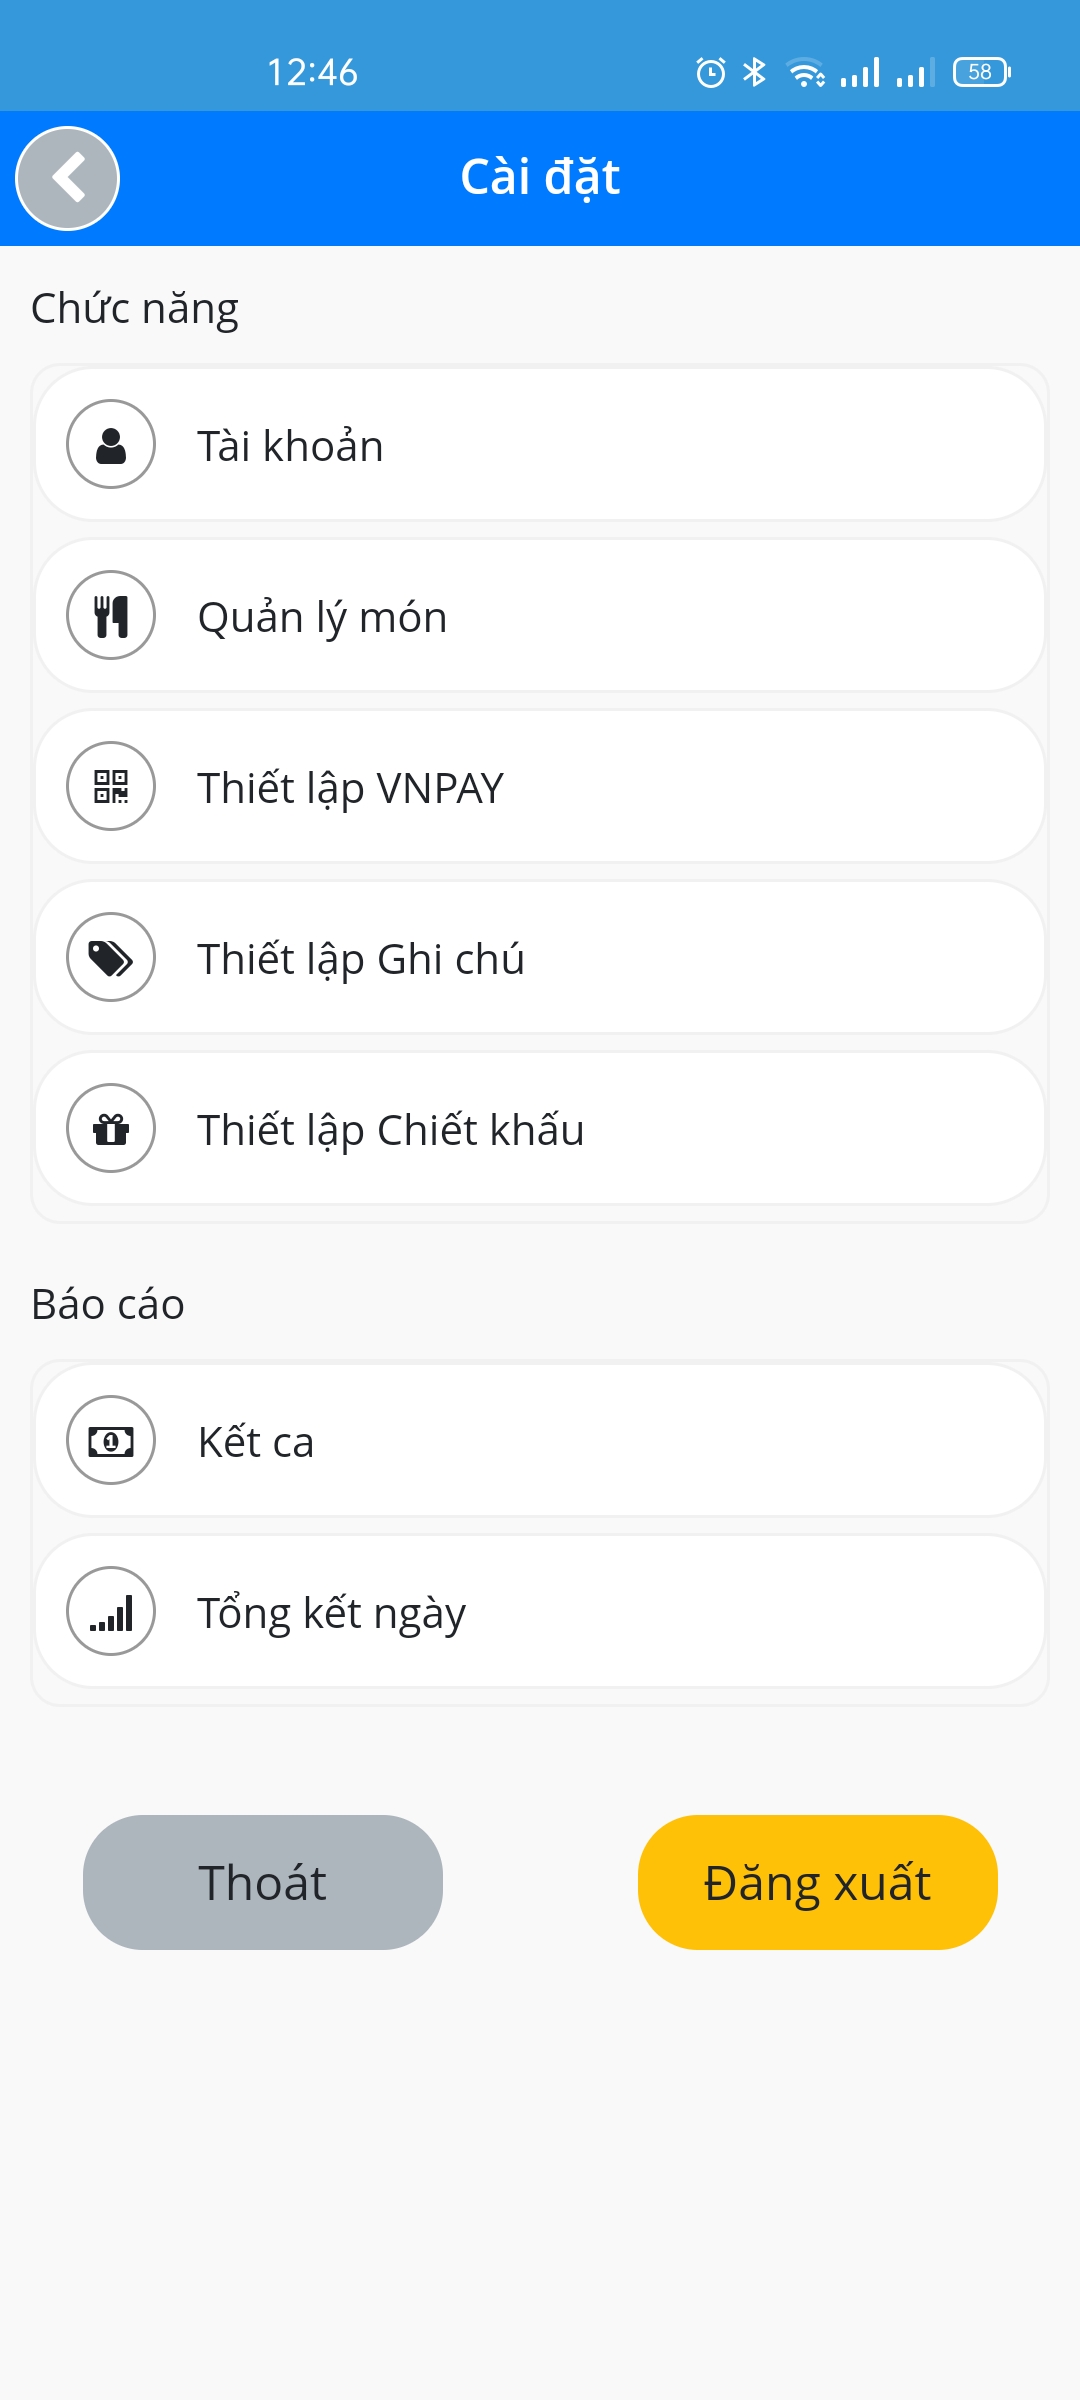 12:46
58
Cài đặt
Chức năng
Tài khoản
Quản lý món
Thiết lập VNPAY
Thiết lập Ghi chú
Thiết lập Chiết khấu
Báo cáo
Kết ca
Tổng kết ngày
Thoát
Đăng xuất